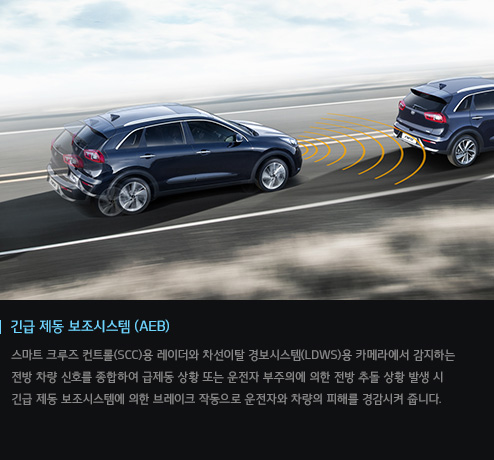 긴급 제동 보조시스템 (AEB)
스마트 크루즈 컨트롤(SCC)용 레이더와 차선이탈 경보시스템(LDWS)용 카메라에서 감지하는
전방 차량 신호를 종합하여 급제동 상황 또는 운전자 부주의에 의한 전방 추돌 상황 발생 시
긴급 제동 보조시스템에 의한 브레이크 작동으로 운전자와 차량의 피해를 경감시켜 줍니다.